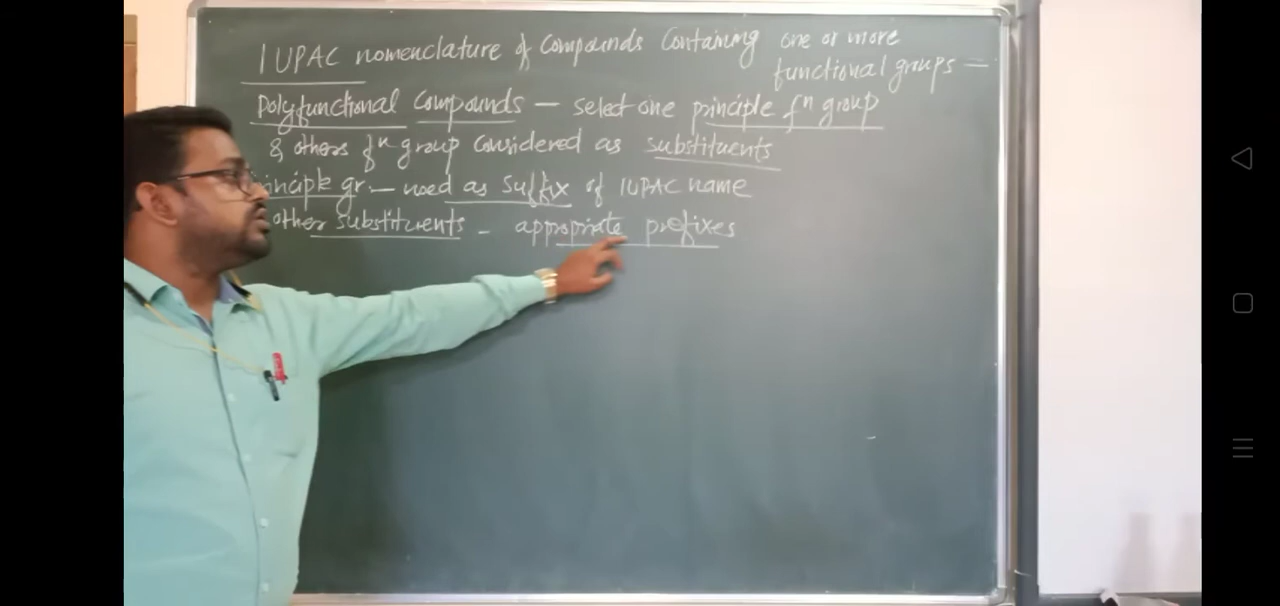 IUPAC nomenclature of Compounds Containing one or more
functional groups —
Polyfunctional Compounds — select one principle fn group
& others fn group Considered as substituents
inciple gr. — used as suffix of IUPAC name
other substituents - appropriate prefixes